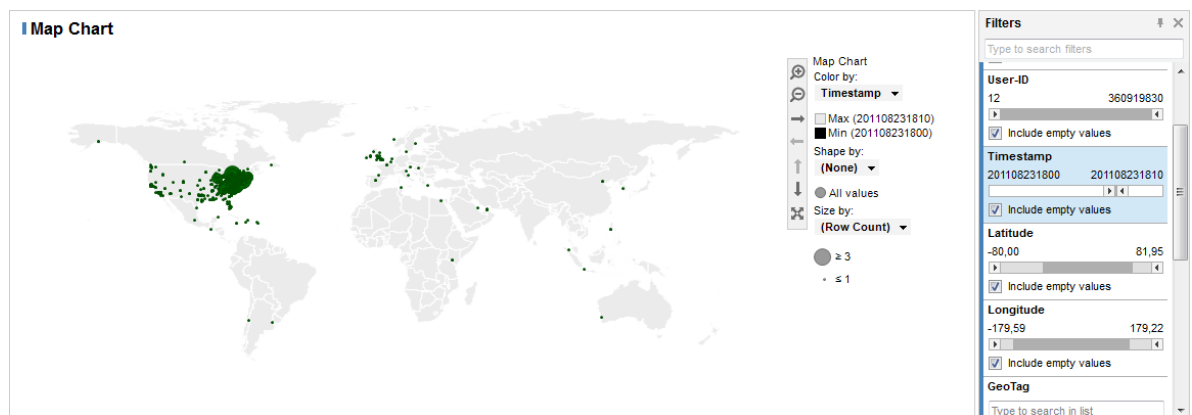 Map Chart
Map Chart
Color by:
Timestamp
Max (201108231810)
Min (201108231800)
Shape by:
(None)
All values
Size by:
(Row Count)
≥ 3
≤ 1
Filters
Type to search filters
User-ID
12 360919830
Include empty values
Timestamp
201108231800 201108231810
Include empty values
Latitude
-80,00 81,95
Include empty values
Longitude
-179,59 179,22
Include empty values
GeoTag
Type to search in list